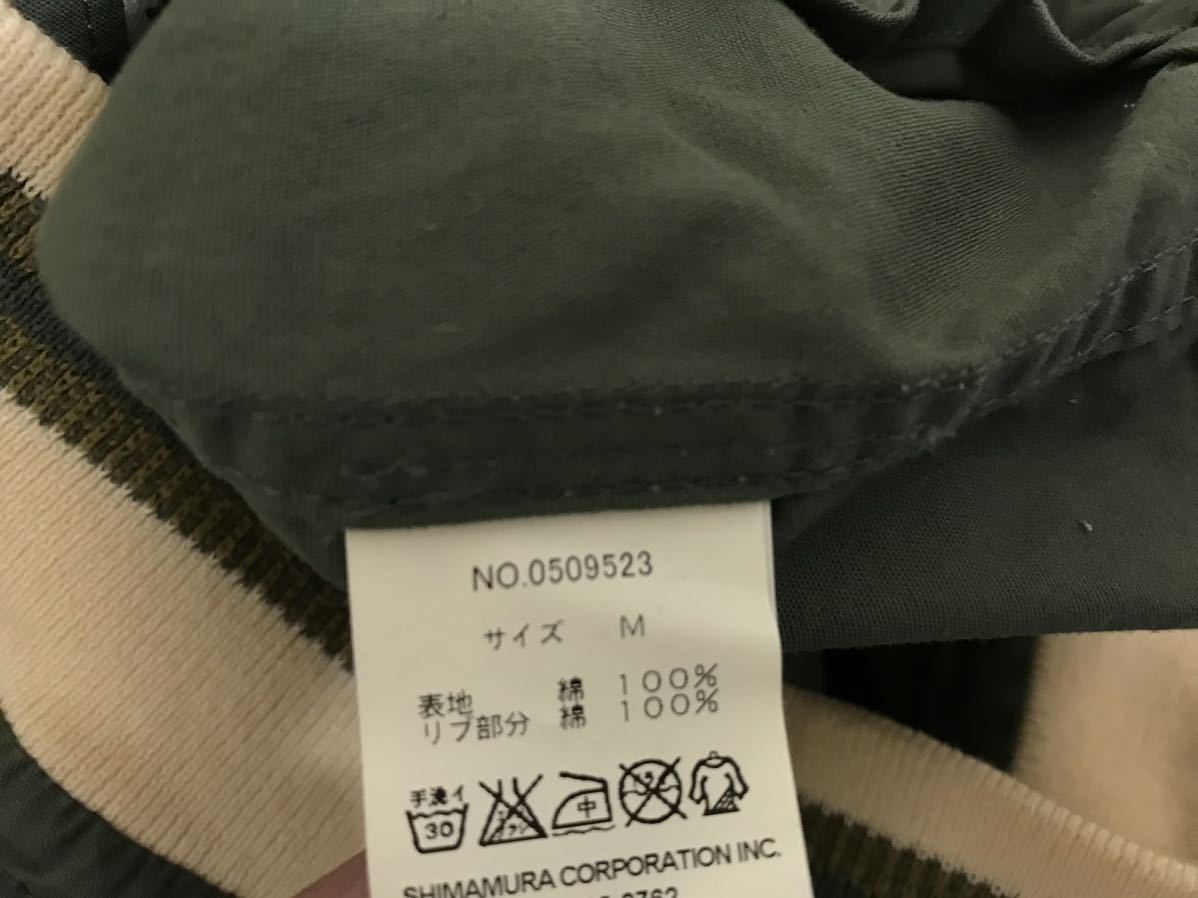 NO.0509523
サイズ M
表地 綿 100%
リブ部分 綿 100%
手洗イ
30 中
SHIMAMURA CORPORATION INC.